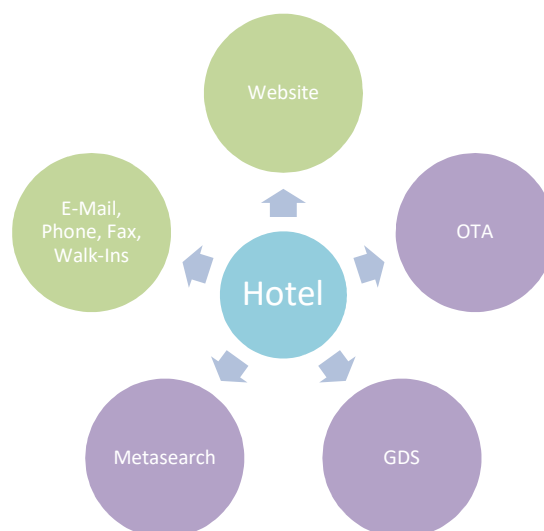 Website
E-Mail,
Phone, Fax,
Walk-Ins
OTA
Hotel
Metasearch
GDS